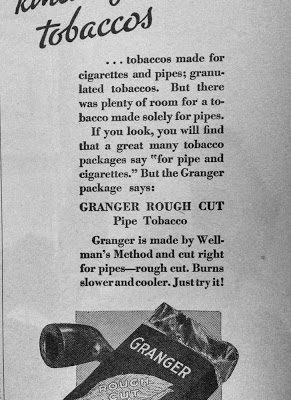 tobaccos
. . . tobaccos made for
cigarettes and pipes; granu-
lated tobaccos. But there
was plenty of room for a to-
bacco made solely for pipes.
If you look, you will find
that a great many tobacco
packages say "for pipe and
cigarettes." But the Granger
package says:
GRANGER ROUGH CUT
Pipe Tobacco
Granger is made by Well-
man's Method and cut right
for pipes—rough cut. Burns
slower and cooler. Just try it!
GRANGER
ROUGH
CUT